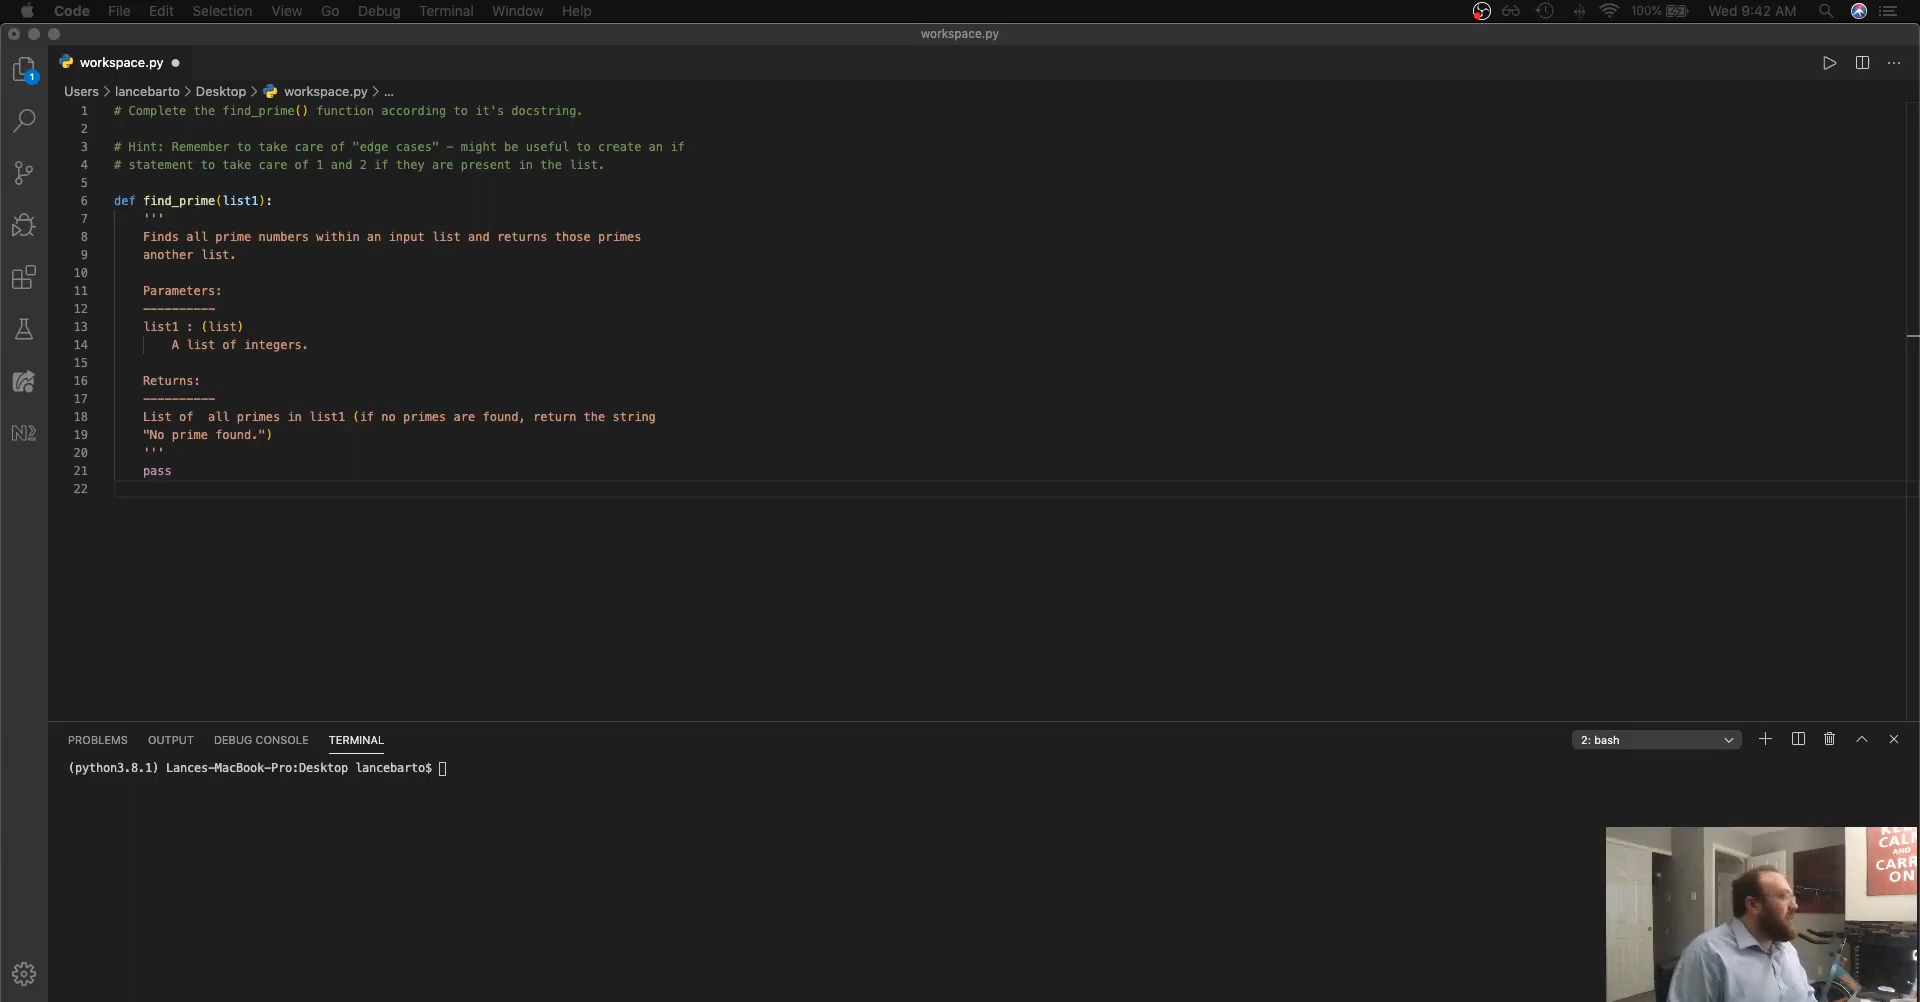 Code File Edit Selection View Go Debug Terminal Window Help 100% Wed 9:42 AM
workspace.py
workspace.py
1
Users > lancebarto > Desktop > workspace.py > ...
1 # Complete the find_prime() function according to it's docstring.
2
3 # Hint: Remember to take care of "edge cases" - might be useful to create an if
4 # statement to take care of 1 and 2 if they are present in the list.
5
6 def find_prime(list1):
7 '''
8 Finds all prime numbers within an input list and returns those primes
9 another list.
10
11 Parameters:
12 ----------
13 list1 : (list)
14 A list of integers.
15
16 Returns:
17 ----------
18 List of  all primes in list1 (if no primes are found, return the string
19 "No prime found.")
20 '''
21 pass
22
PROBLEMS OUTPUT DEBUG CONSOLE TERMINAL 2: bash
(python3.8.1) Lances-MacBook-Pro:Desktop lancebarto$
CALM
AND
CARR
ON